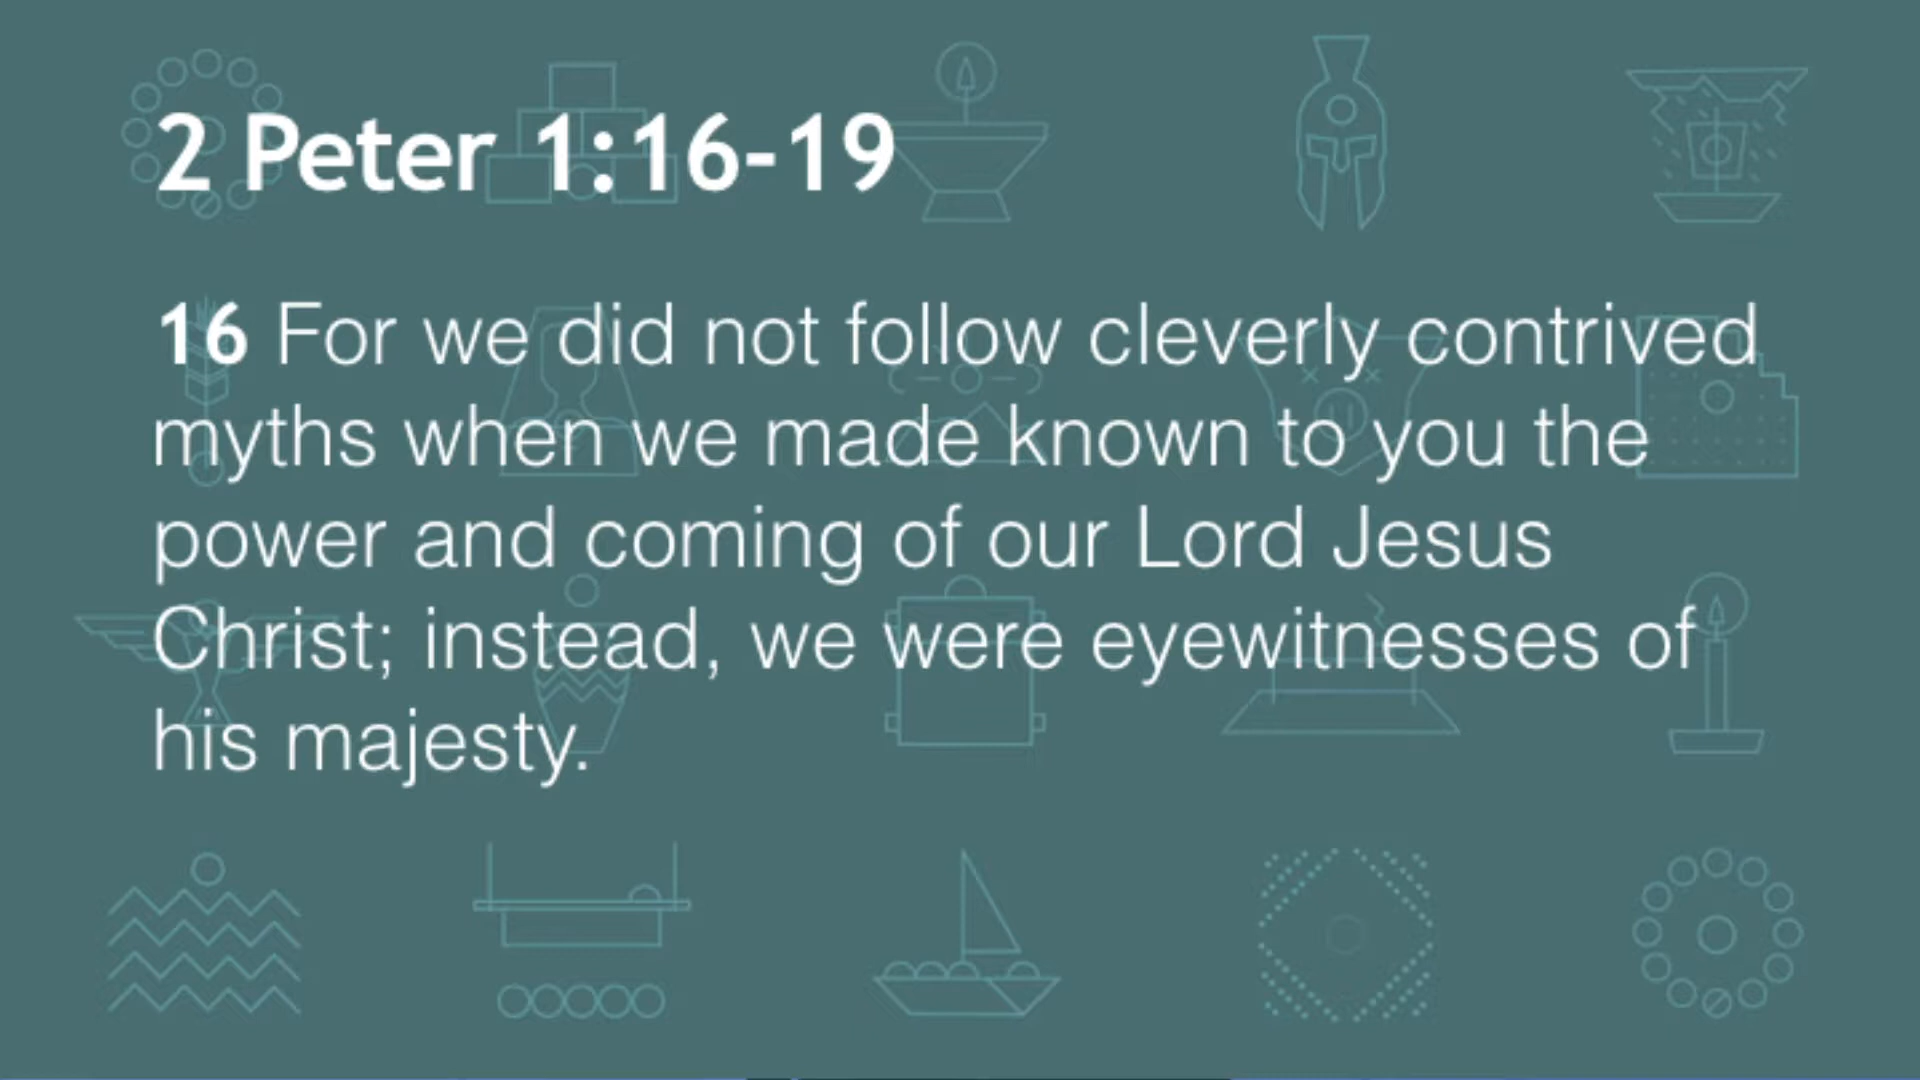 2 Peter 1:16-19
16 For we did not follow cleverly contrived
myths when we made known to you the
power and coming of our Lord Jesus
Christ; instead, we were eyewitnesses of
his majesty.